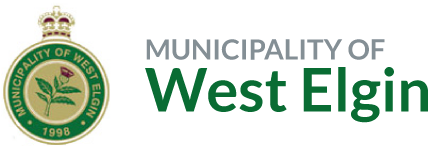 MUNICIPALITY OF WEST ELGIN
1998
MUNICIPALITY OF
West Elgin